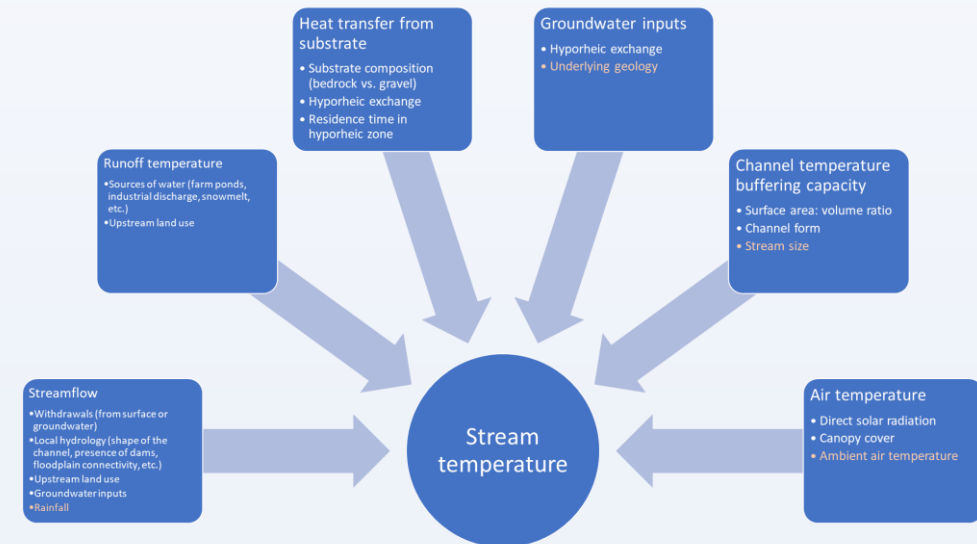 Heat transfer from
substrate
• Substrate composition
(bedrock vs. gravel)
• Hyporheic exchange
• Residence time in
hyporheic zone
Groundwater inputs
• Hyporheic exchange
• Underlying geology
Runoff temperature
•Sources of water (farm ponds,
industrial discharge, snowmelt,
etc.)
•Upstream land use
Channel temperature
buffering capacity
• Surface area: volume ratio
• Channel form
• Stream size
Streamflow
•Withdrawals (from surface or
groundwater)
•Local hydrology (shape of the
channel, presence of dams,
floodplain connectivity, etc.)
•Upstream land use
•Groundwater inputs
•Rainfall
Stream
temperature
Air temperature
• Direct solar radiation
• Canopy cover
• Ambient air temperature